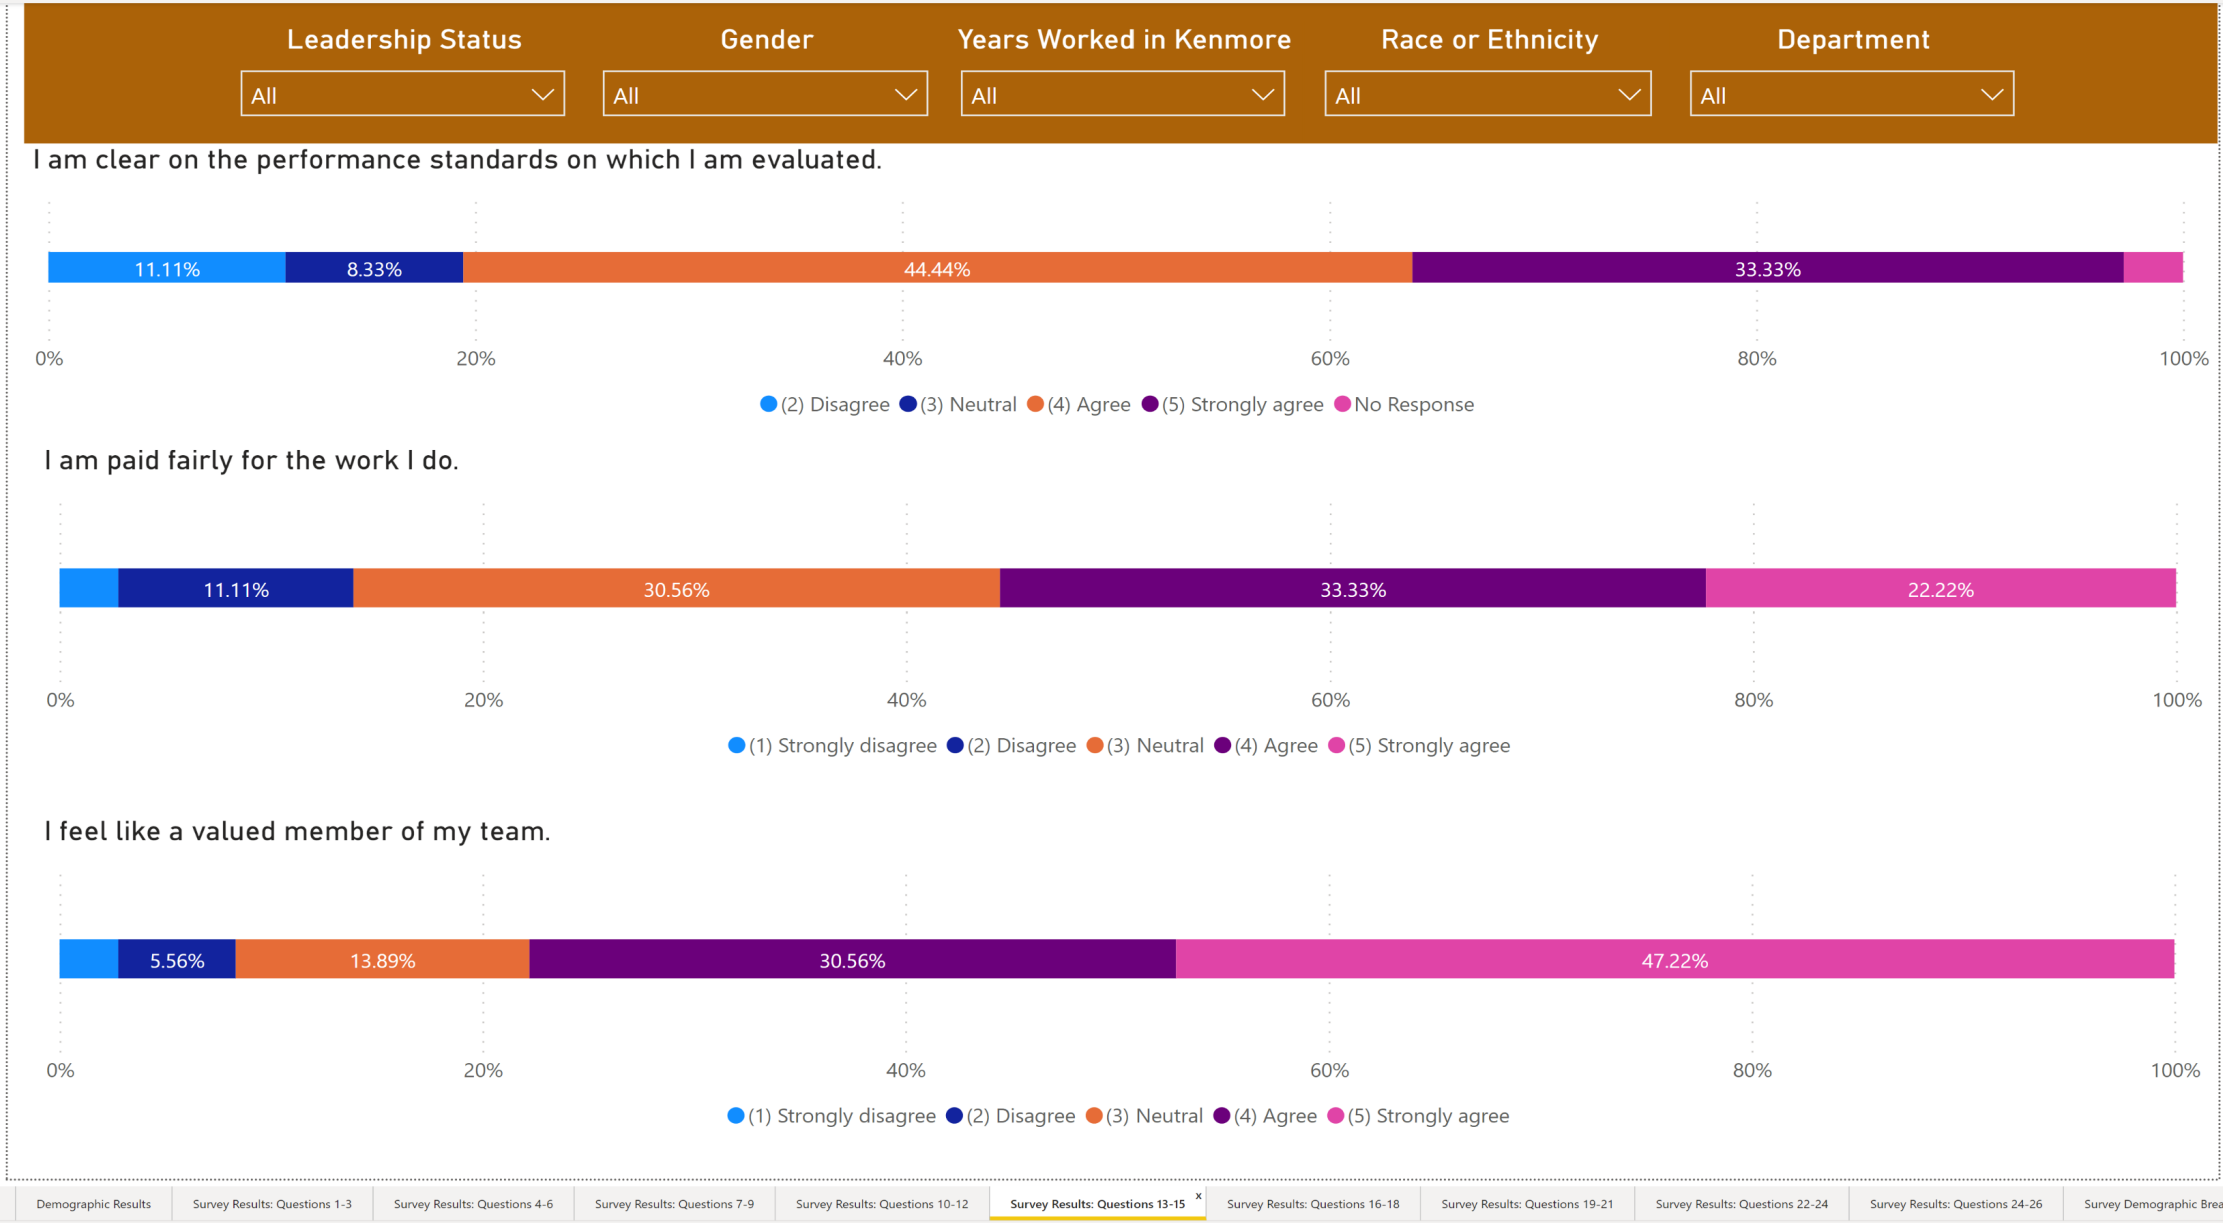 Leadership Status Gender Years Worked in Kenmore Race or Ethnicity Department
All All All All All
I am clear on the performance standards on which I am evaluated.
11.11% 8.33% 44.44% 33.33%
0% 20% 40% 60% 80% 100%
(2) Disagree (3) Neutral (4) Agree (5) Strongly agree No Response
I am paid fairly for the work I do.
11.11% 30.56% 33.33% 22.22%
0% 20% 40% 60% 80% 100%
(1) Strongly disagree (2) Disagree (3) Neutral (4) Agree (5) Strongly agree
I feel like a valued member of my team.
5.56% 13.89% 30.56% 47.22%
0% 20% 40% 60% 80% 100%
(1) Strongly disagree (2) Disagree (3) Neutral (4) Agree (5) Strongly agree
Demographic Results Survey Results: Questions 1-3 Survey Results: Questions 4-6 Survey Results: Questions 7-9 Survey Results: Questions 10-12 Survey Results: Questions 13-15 x Survey Results: Questions 16-18 Survey Results: Questions 19-21 Survey Results: Questions 22-24 Survey Results: Questions 24-26 Survey Demographic Brea